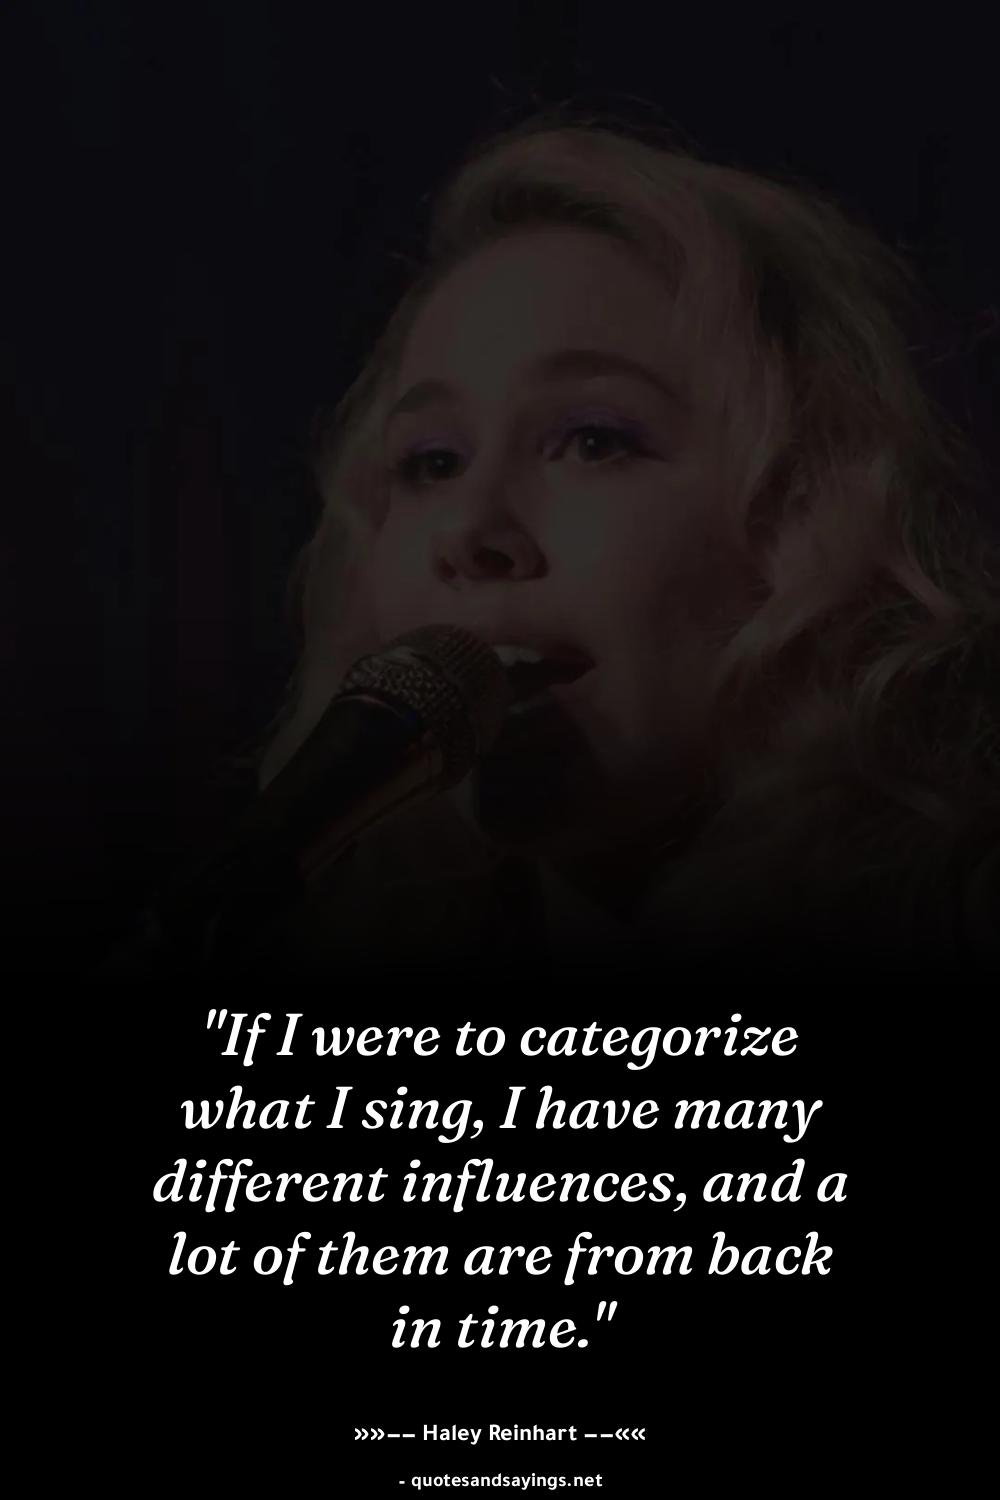 "If I were to categorize
what I sing, I have many
different influences, and a
lot of them are from back
in time."
»»−− Haley Reinhart −−««
- quotesandsayings.net